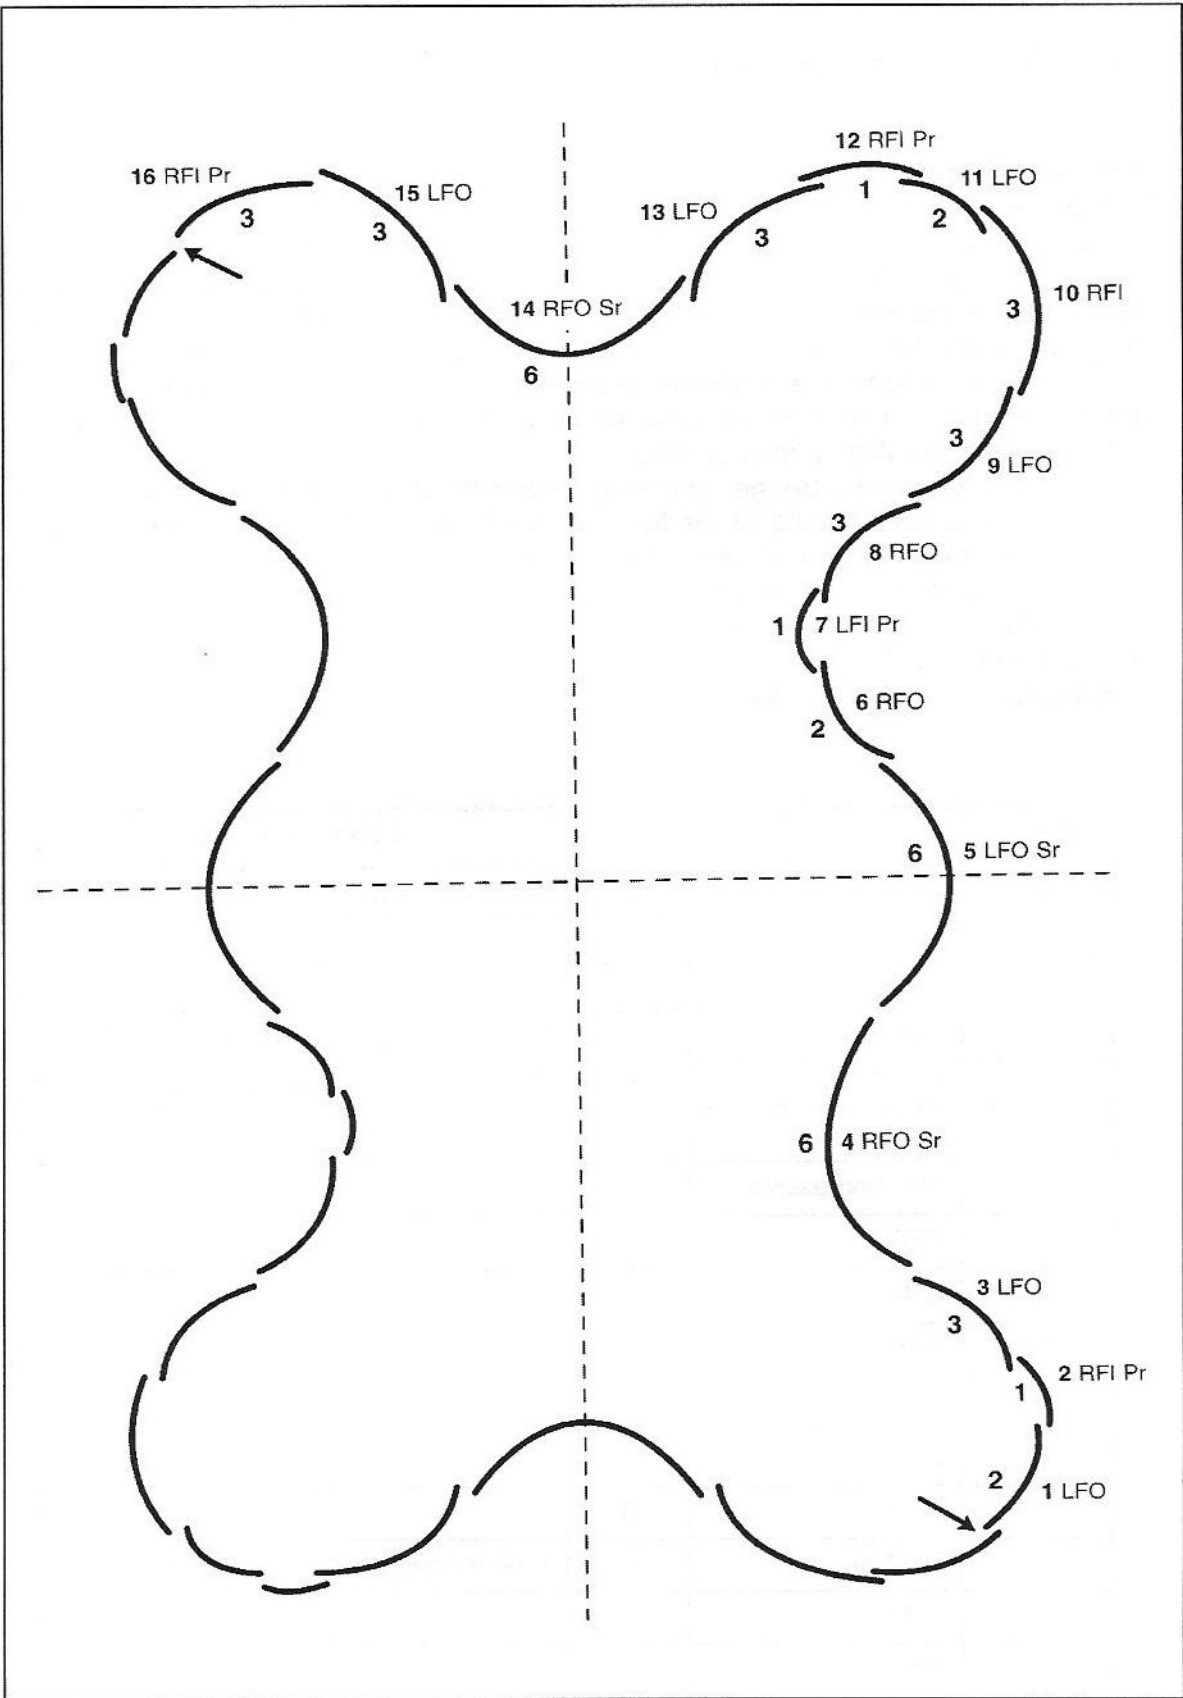 12 RFI Pr
16 RFI Pr
11 LFO
15 LFO
1
3
2
13 LFO
3
3
10 RFI
14 RFO Sr
3
6
3
9 LFO
3
8 RFO
1
7 LFI Pr
6 RFO
2
6
5 LFO Sr
6
4 RFO Sr
3 LFO
3
2 RFI Pr
1
2
1 LFO